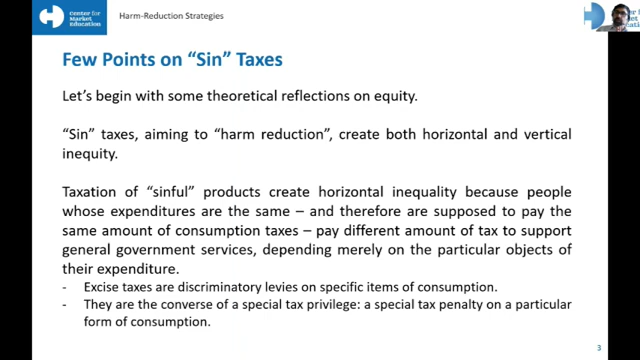 Center for
Market
Education
Harm-Reduction Strategies
Few Points on “Sin” Taxes
Let’s begin with some theoretical reflections on equity.
“Sin” taxes, aiming to “harm reduction”, create both horizontal and vertical
inequity.
Taxation of “sinful” products create horizontal inequality because people
whose expenditures are the same – and therefore are supposed to pay the
same amount of consumption taxes – pay different amount of tax to support
general government services, depending merely on the particular objects of
their expenditure.
- Excise taxes are discriminatory levies on specific items of consumption.
- They are the converse of a special tax privilege: a special tax penalty on a particular
form of consumption.
3